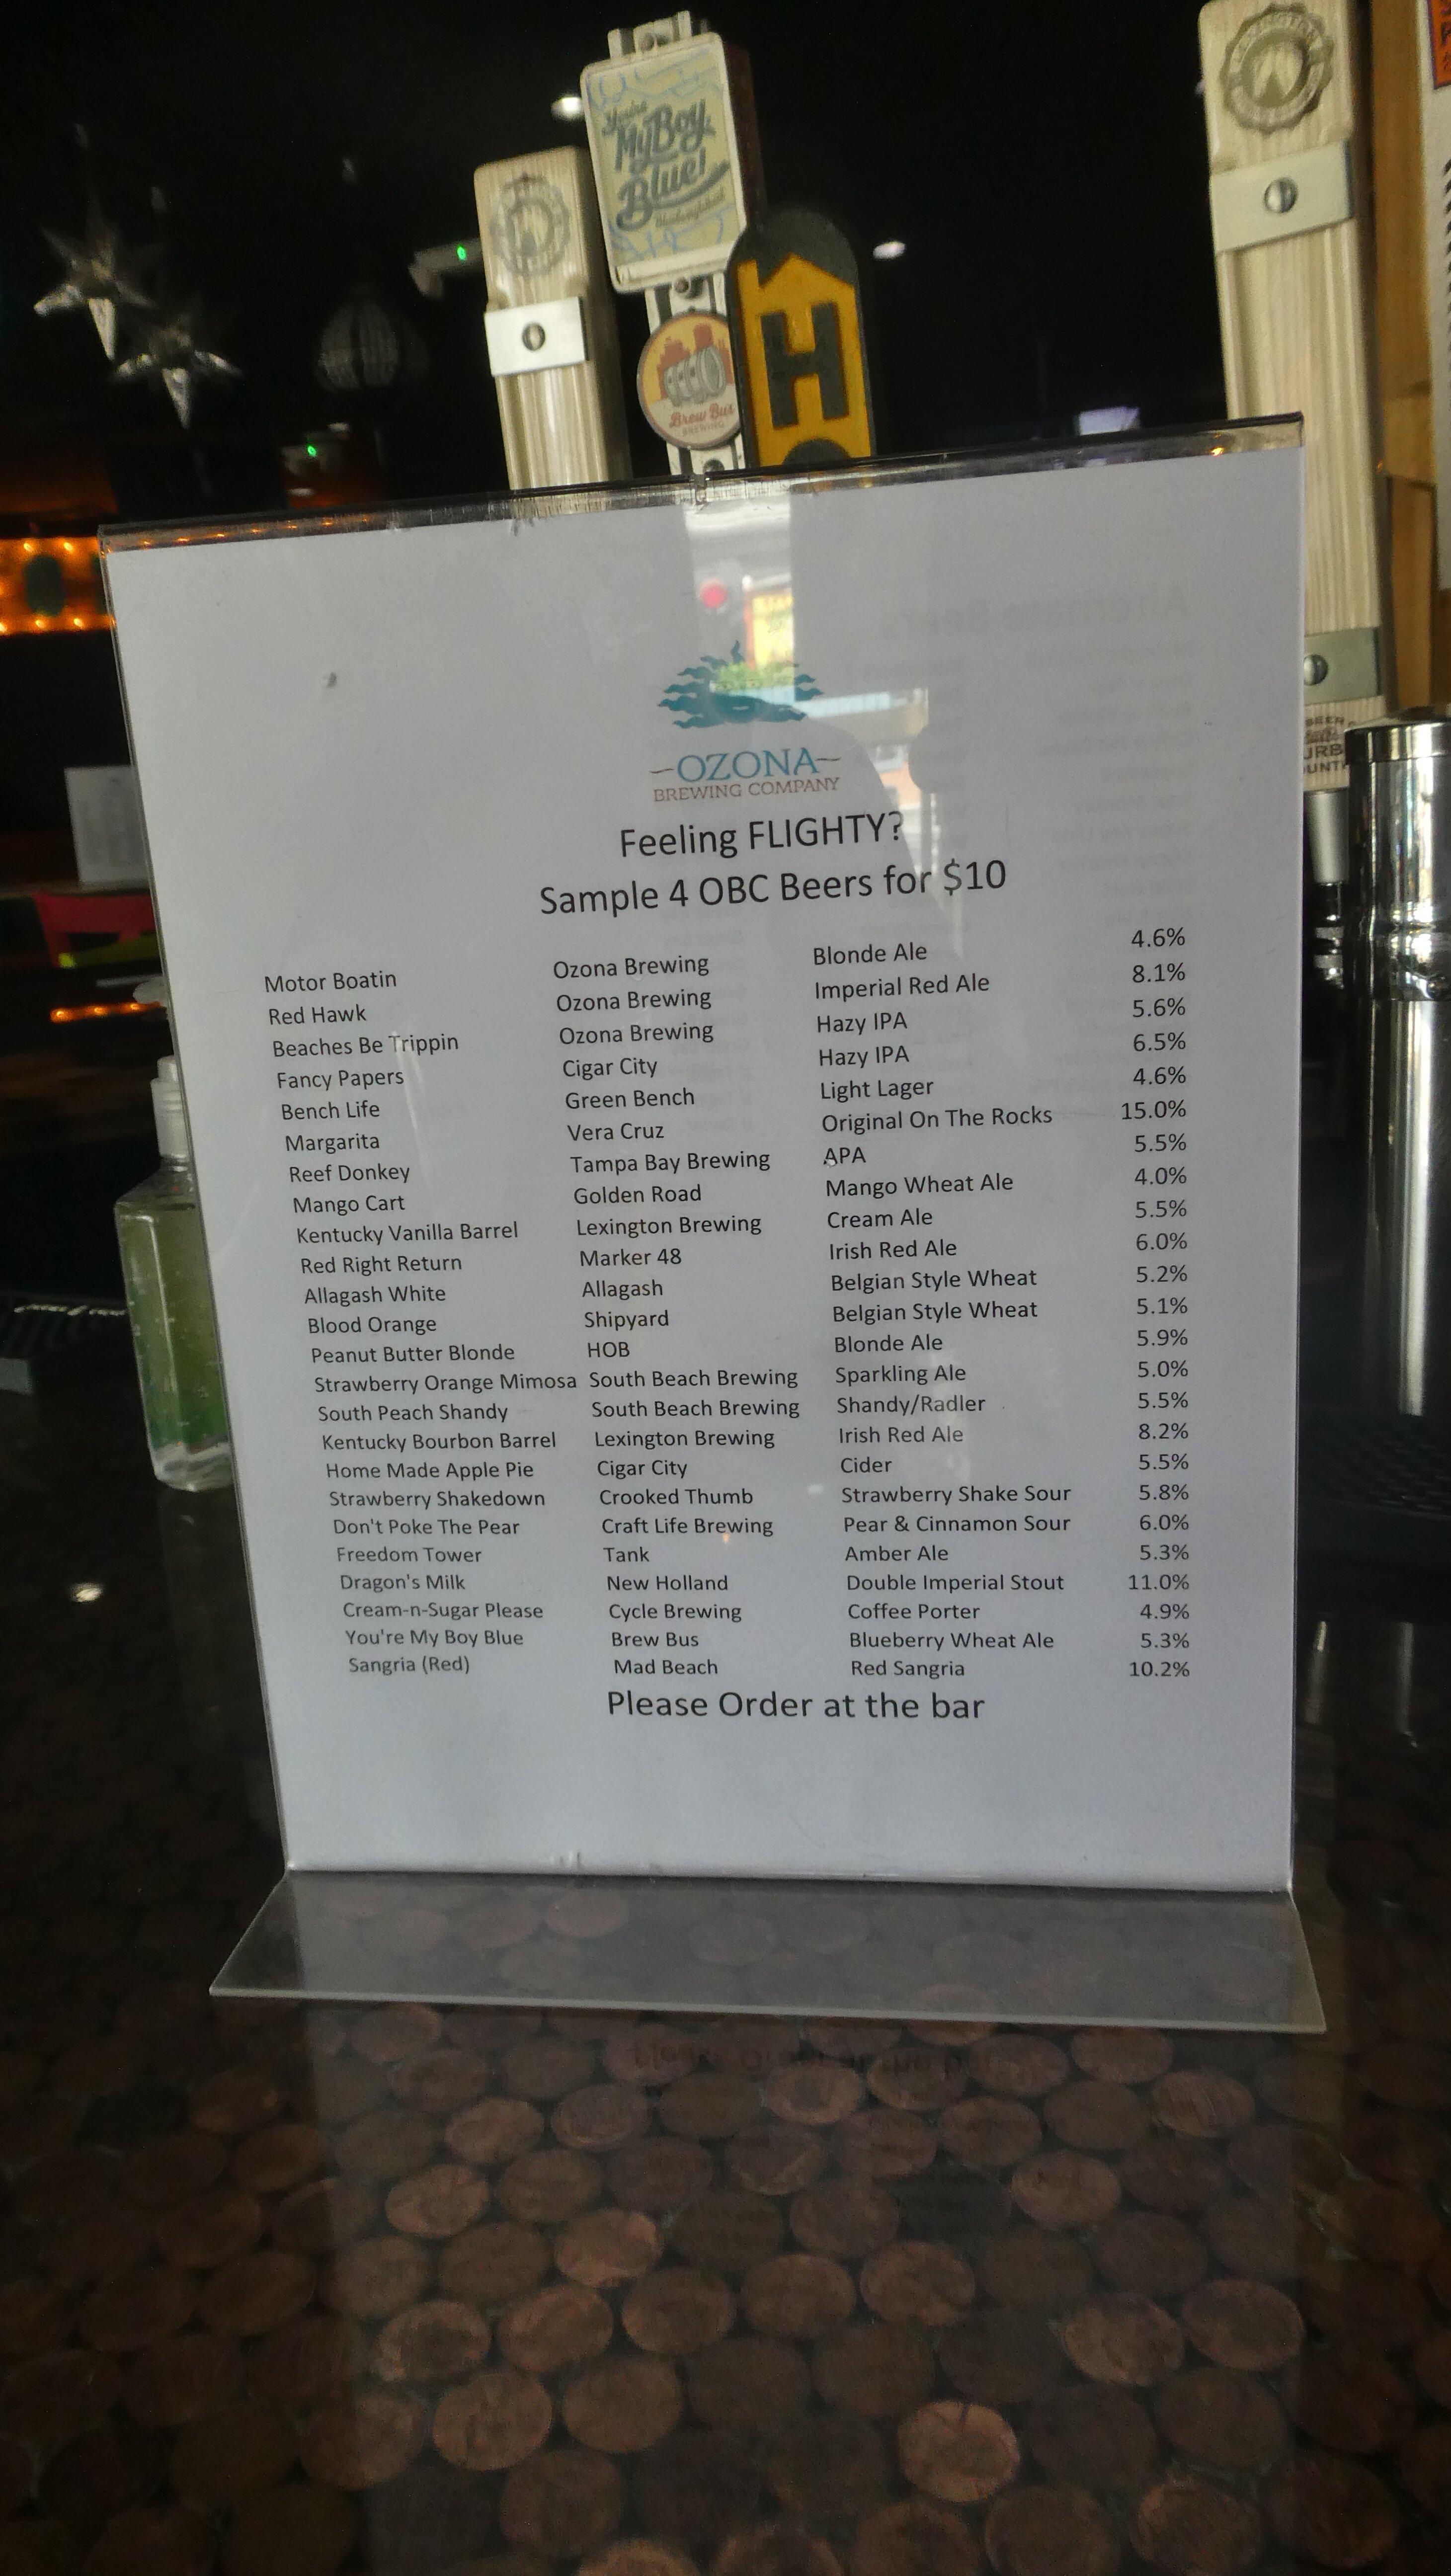 You're
My Boy
Blue!
H
Brew Bus
BREWING
BEER
OZONA
BREWING COMPANY
Feeling FLIGHTY?
Sample 4 OBC Beers for $10
Motor Boatin Ozona Brewing Blonde Ale 4.6%
Red Hawk Ozona Brewing Imperial Red Ale 8.1%
Beaches Be Trippin Ozona Brewing Hazy IPA 5.6%
Fancy Papers Cigar City Hazy IPA 6.5%
Bench Life Green Bench Light Lager 4.6%
Margarita Vera Cruz Original On The Rocks 15.0%
Reef Donkey Tampa Bay Brewing APA 5.5%
Mango Cart Golden Road Mango Wheat Ale 4.0%
Kentucky Vanilla Barrel Lexington Brewing Cream Ale 5.5%
Red Right Return Marker 48 Irish Red Ale 6.0%
Allagash White Allagash Belgian Style Wheat 5.2%
Blood Orange Shipyard Belgian Style Wheat 5.1%
Peanut Butter Blonde HOB Blonde Ale 5.9%
Strawberry Orange Mimosa South Beach Brewing Sparkling Ale 5.0%
South Peach Shandy South Beach Brewing Shandy/Radler 5.5%
Kentucky Bourbon Barrel Lexington Brewing Irish Red Ale 8.2%
Home Made Apple Pie Cigar City Cider 5.5%
Strawberry Shakedown Crooked Thumb Strawberry Shake Sour 5.8%
Don't Poke The Pear Craft Life Brewing Pear & Cinnamon Sour 6.0%
Freedom Tower Tank Amber Ale 5.3%
Dragon's Milk New Holland Double Imperial Stout 11.0%
Cream-n-Sugar Please Cycle Brewing Coffee Porter 4.9%
You're My Boy Blue Brew Bus Blueberry Wheat Ale 5.3%
Sangria (Red) Mad Beach Red Sangria 10.2%
Please Order at the bar